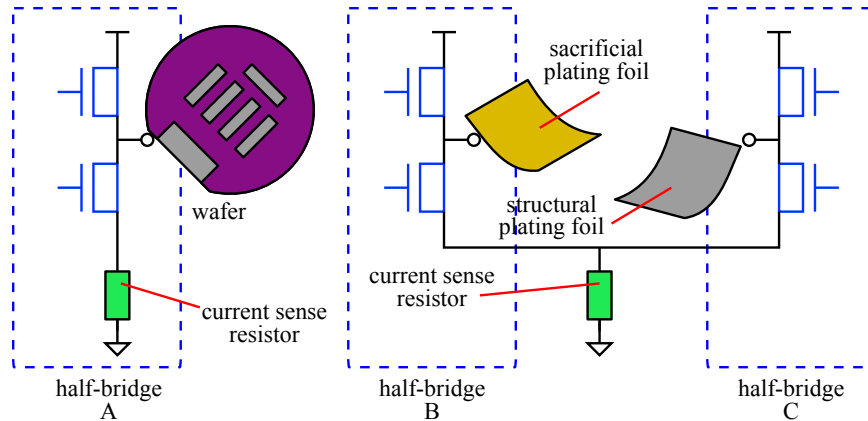 sacrificial
plating foil
wafer
structural
plating foil
current sense
resistor
current sense
resistor
half-bridge
A
half-bridge
B
half-bridge
C